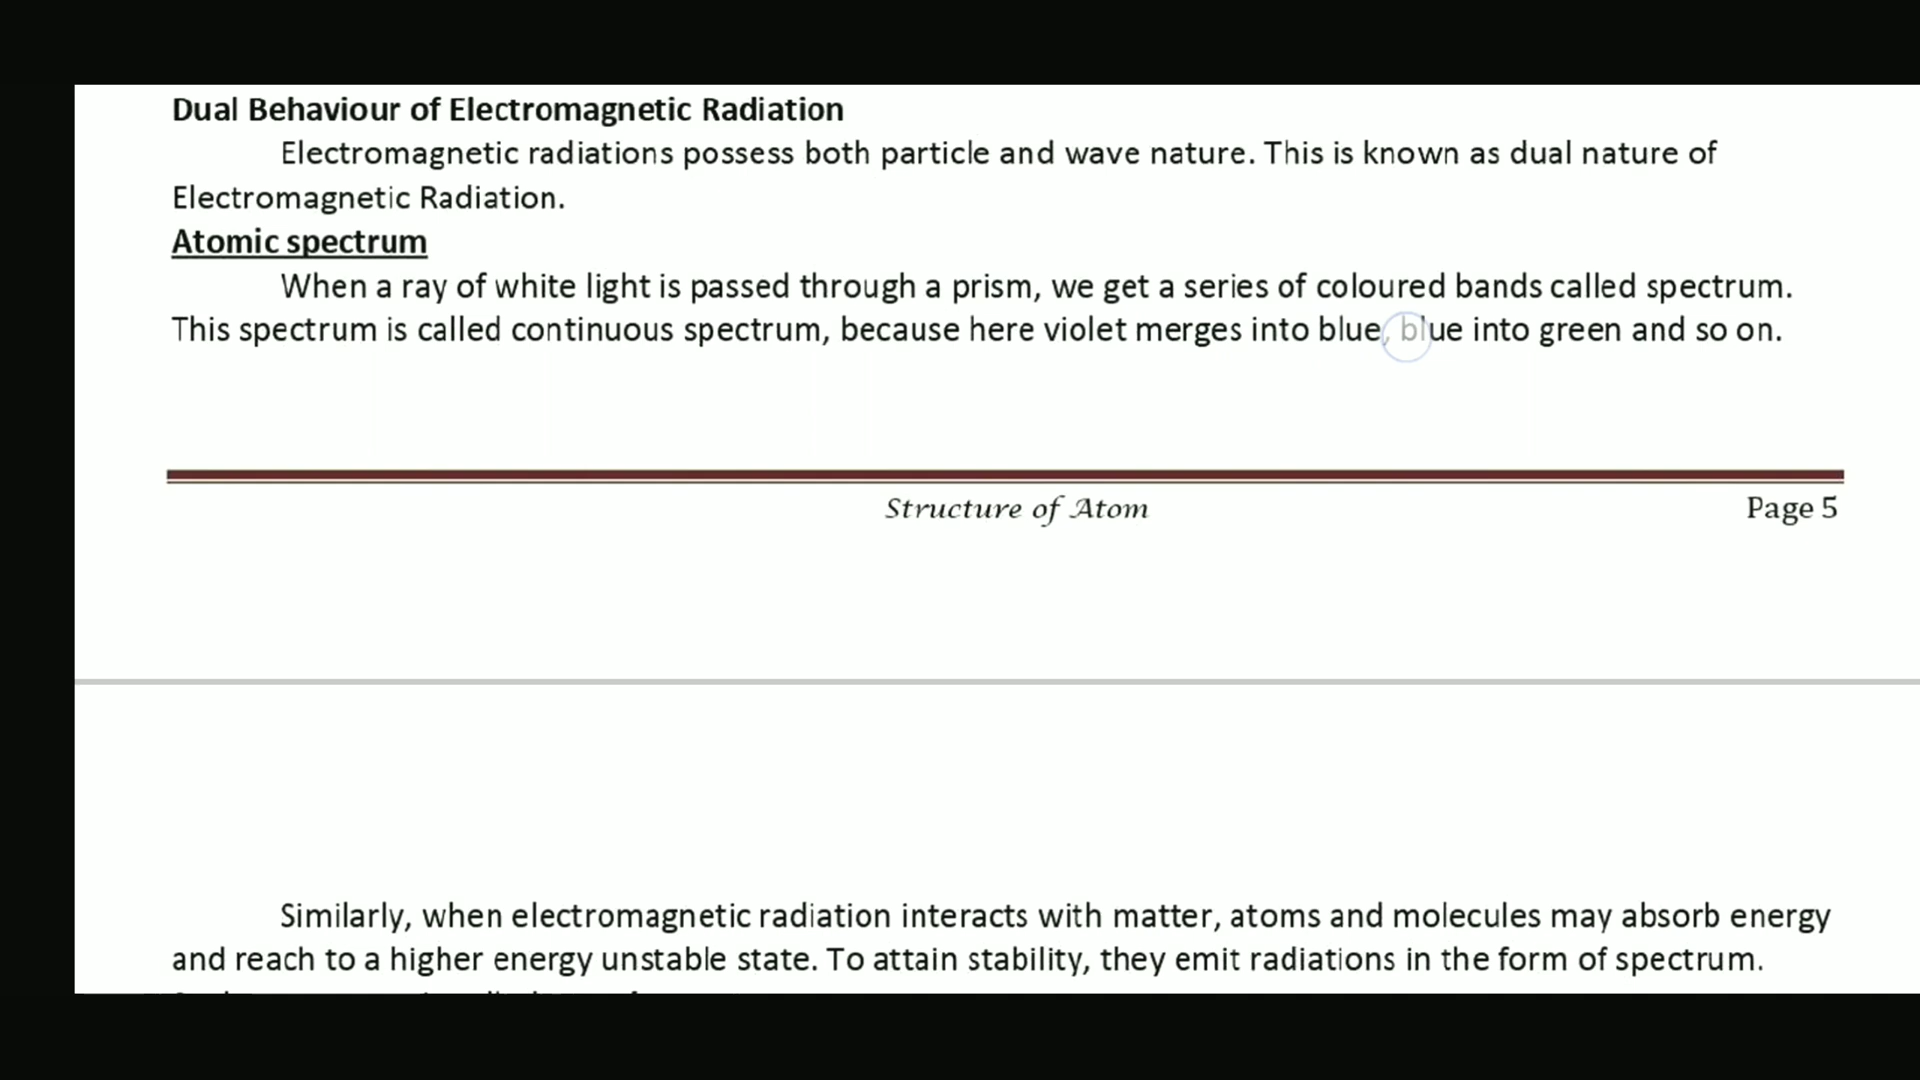 Dual Behaviour of Electromagnetic Radiation
Electromagnetic radiations possess both particle and wave nature. This is known as dual nature of
Electromagnetic Radiation.
Atomic spectrum
When a ray of white light is passed through a prism, we get a series of coloured bands called spectrum.
This spectrum is called continuous spectrum, because here violet merges into blue, blue into green and so on.
Structure of Atom
Page 5
Similarly, when electromagnetic radiation interacts with matter, atoms and molecules may absorb energy
and reach to a higher energy unstable state. To attain stability, they emit radiations in the form of spectrum.